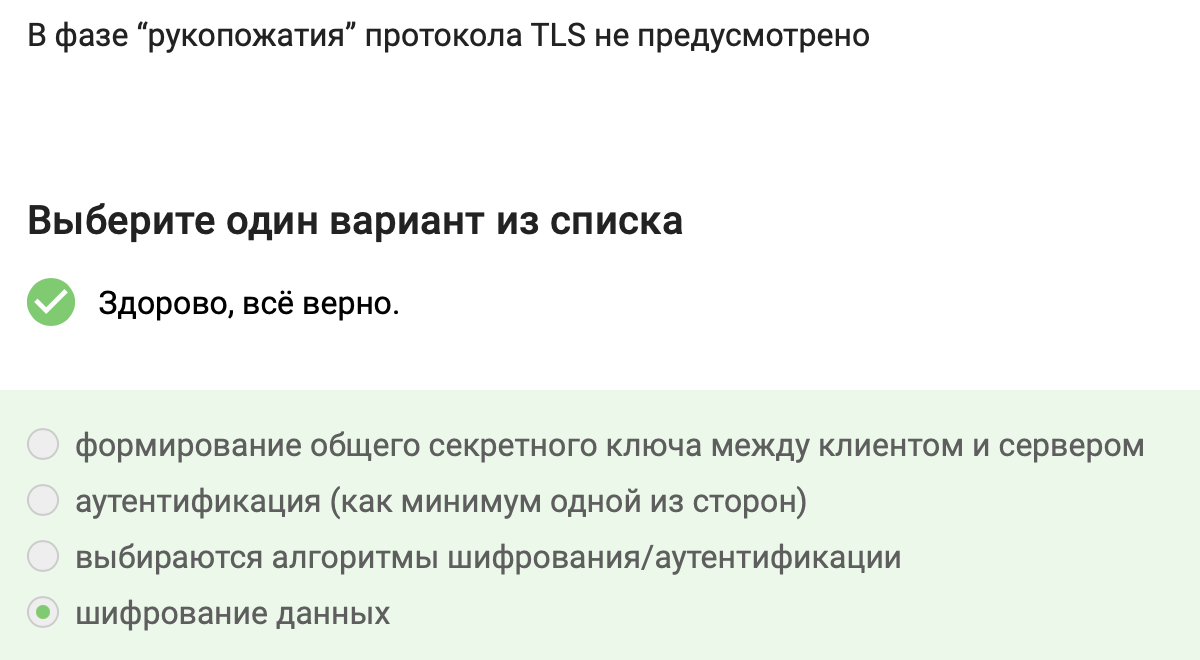 В фазе “рукопожатия” протокола TLS не предусмотрено
Выберите один вариант из списка
Здорово, всё верно.
формирование общего секретного ключа между клиентом и сервером
аутентификация (как минимум одной из сторон)
выбираются алгоритмы шифрования/аутентификации
шифрование данных